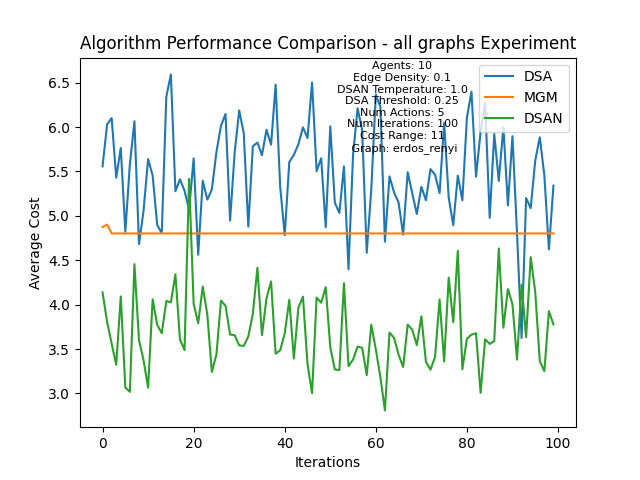 Algorithm Performance Comparison - all graphs Experiment
Agents: 10
Edge Density: 0.1
DSAN Temperature: 1.0
DSA Threshold: 0.25
Num Actions: 5
Num Iterations: 100
Cost Range: 11
Graph: erdos_renyi
DSA
MGM
DSAN
6.5
6.0
5.5
5.0
4.5
4.0
3.5
3.0
Average Cost
0 20 40 60 80 100
Iterations